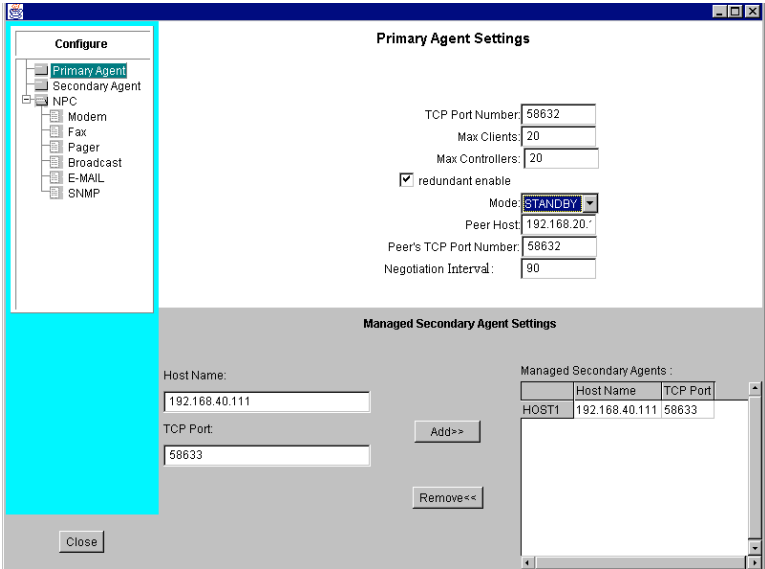 Configure
Primary Agent
Secondary Agent
NPC
Modem
Fax
Pager
Broadcast
E-MAIL
SNMP
Primary Agent Settings
TCP Port Number: 58632
Max Clients: 20
Max Controllers: 20
redundant enable
Mode: STANDBY
Peer Host: 192.168.20.
Peer's TCP Port Number: 58632
Negotiation Interval: 90
Managed Secondary Agent Settings
Host Name:
192.168.40.111
TCP Port:
58633
Add>>
Remove<<
Managed Secondary Agents :
Host Name TCP Port
HOST1 192.168.40.111 58633
Close